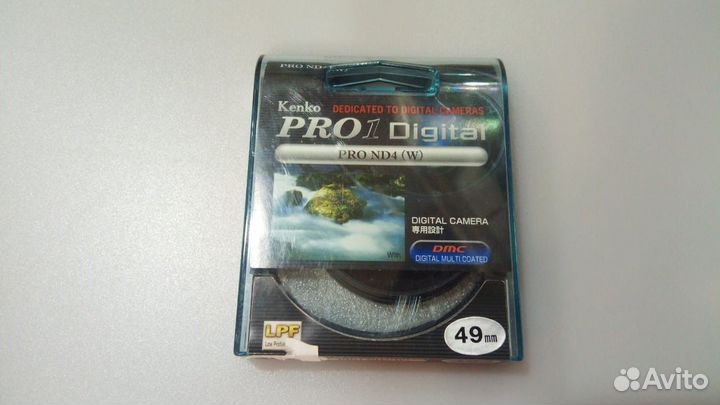 PRO ND4(W)
Kenko
DEDICATED TO DIGITAL CAMERAS
PRO1 Digital
PRO ND4 (W)
DIGITAL CAMERA
専用設計
With
DMC
DIGITAL MULTI COATED
LPF
Low Profile
49mm
Avito